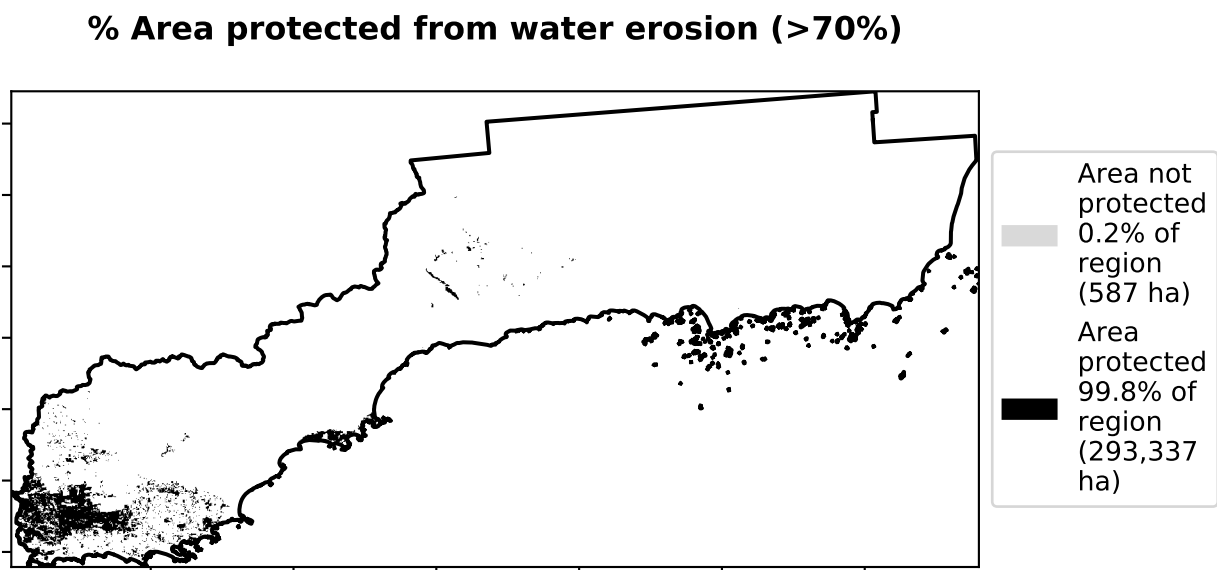 % Area protected from water erosion (>70%)
Area not
protected
0.2% of
region
(587 ha)
Area
protected
99.8% of
region
(293,337
ha)